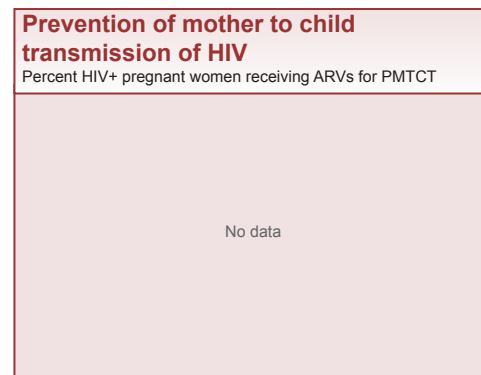 Prevention of mother to child
transmission of HIV
Percent HIV+ pregnant women receiving ARVs for PMTCT
No data